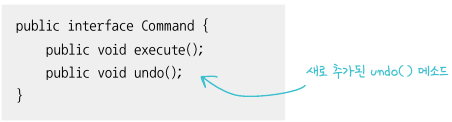 public interface Command {
    public void execute();
    public void undo();
}
새로 추가된 undo() 메소드